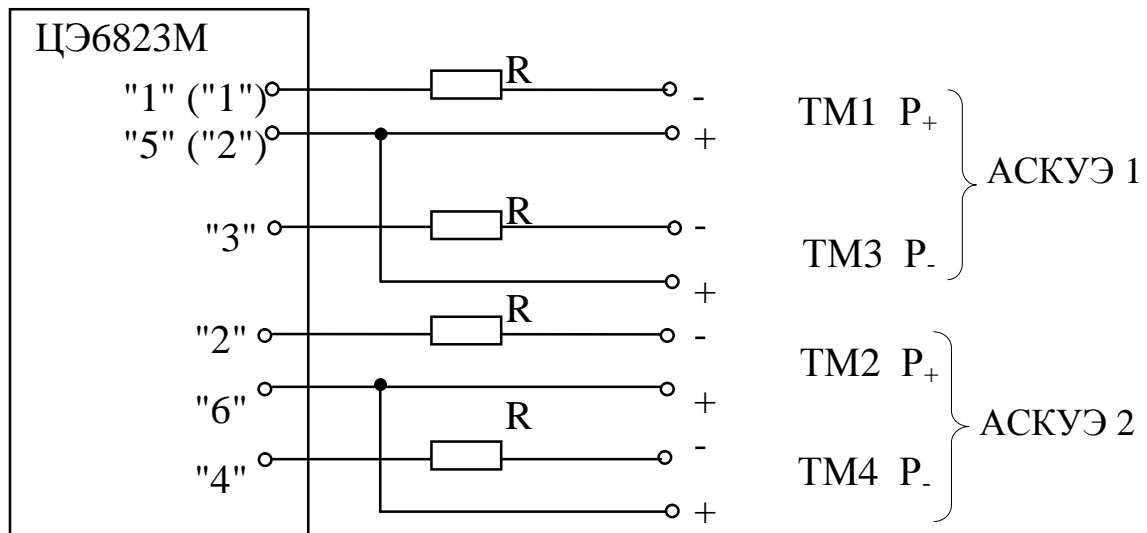 ЦЭ6823М
"1" ("1")
R
-
ТМ1 P+
"5" ("2")
+
АСКУЭ 1
"3"
R
-
ТМ3 P-
+
"2"
R
-
ТМ2 P+
"6"
+
АСКУЭ 2
R
"4"
-
ТМ4 P-
+